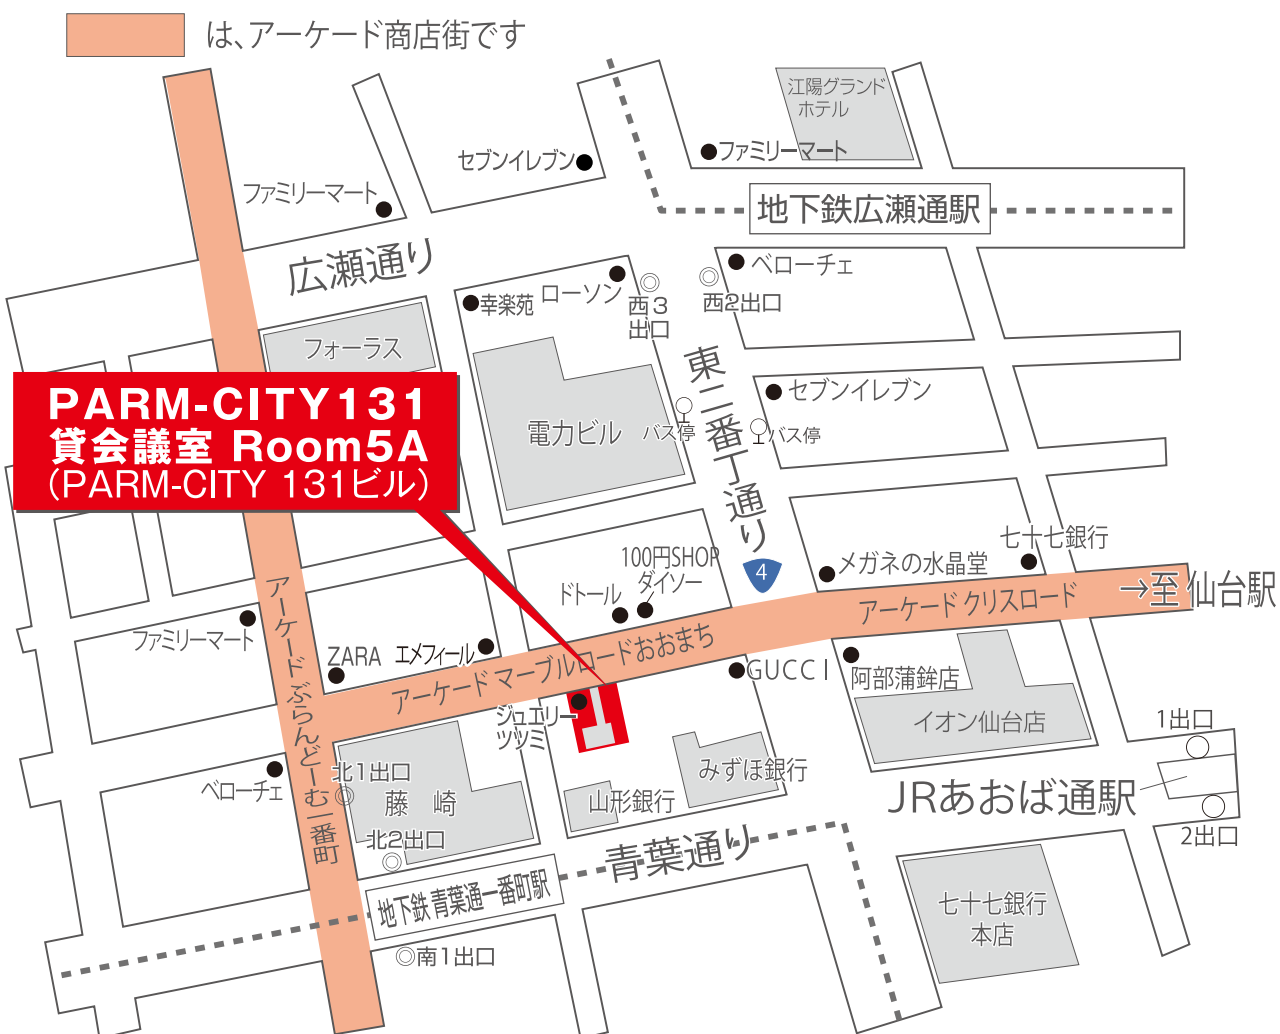 は、アーケード商店街です
江陽グランド
ホテル
セブンイレブン
ファミリーマート
ファミリーマート
地下鉄広瀬通駅
広瀬通り
ベローチェ
ローソン
幸楽苑
西3
出口
西2出口
フォーラス
東二番丁通り
PARM-CITY131
貸会議室 Room5A
(PARM-CITY 131ビル)
セブンイレブン
電力ビル
バス停
バス停
七十七銀行
100円SHOP
ダイソー
メガネの水晶堂
4
ドトール
アーケード クリスロード
→至 仙台駅
ファミリーマート
ZARA
エメフィール
アーケード マーブルロードおおまち
アーケード ぶらんどーむ一番町
GUCCI
阿部蒲鉾店
ジュエリー
ツツミ
イオン仙台店
1出口
ベローチェ
北1出口
藤 崎
みずほ銀行
山形銀行
JRあおば通駅
2出口
北2出口
青葉通り
地下鉄 青葉通一番町駅
七十七銀行
本店
南1出口